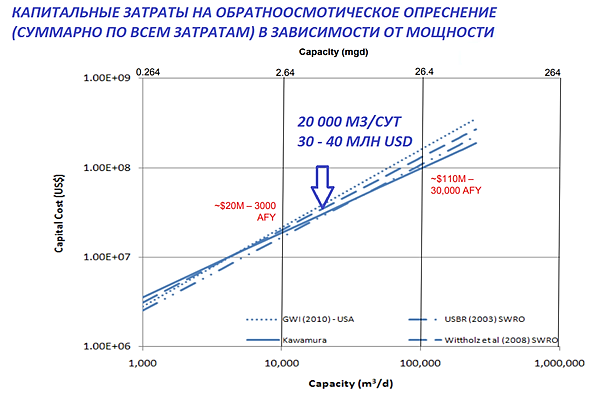 КАПИТАЛЬНЫЕ ЗАТРАТЫ НА ОБРАТНООСМОТИЧЕСКОЕ ОПРЕСНЕНИЕ
(СУММАРНО ПО ВСЕМ ЗАТРАТАМ) В ЗАВИСИМОСТИ ОТ МОЩНОСТИ
Capacity (mgd)
0.264 2.64 26.4 264
1.00E+09
20 000 М3/СУТ
30 - 40 МЛН USD
1.00E+08
~$20M – 3000
AFY
~$110M –
30,000 AFY
1.00E+07
GWI (2010) - USA USBR (2003) SWRO
Kawamura Wittholz et al (2008) SWRO
1.00E+06
1,000 10,000 100,000 1,000,000
Capacity (m³/d)
Capital Cost (US$)